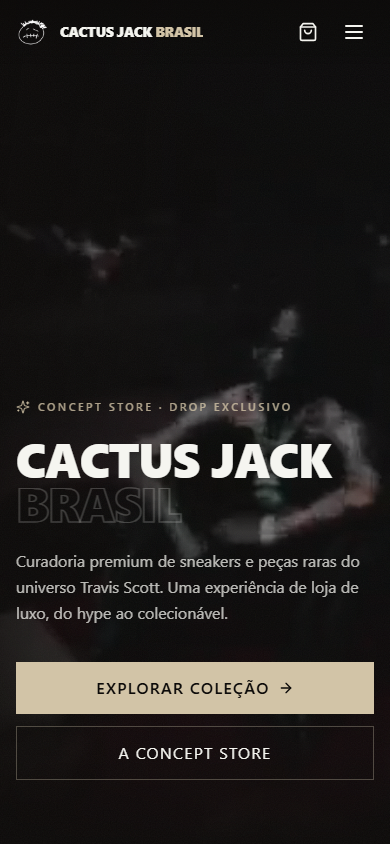 CACTUS JACK BRASIL
CONCEPT STORE · DROP EXCLUSIVO
CACTUS JACK
BRASIL
Curadoria premium de sneakers e peças raras do
universo Travis Scott. Uma experiência de loja de
luxo, do hype ao colecionável.
EXPLORAR COLEÇÃO →
A CONCEPT STORE